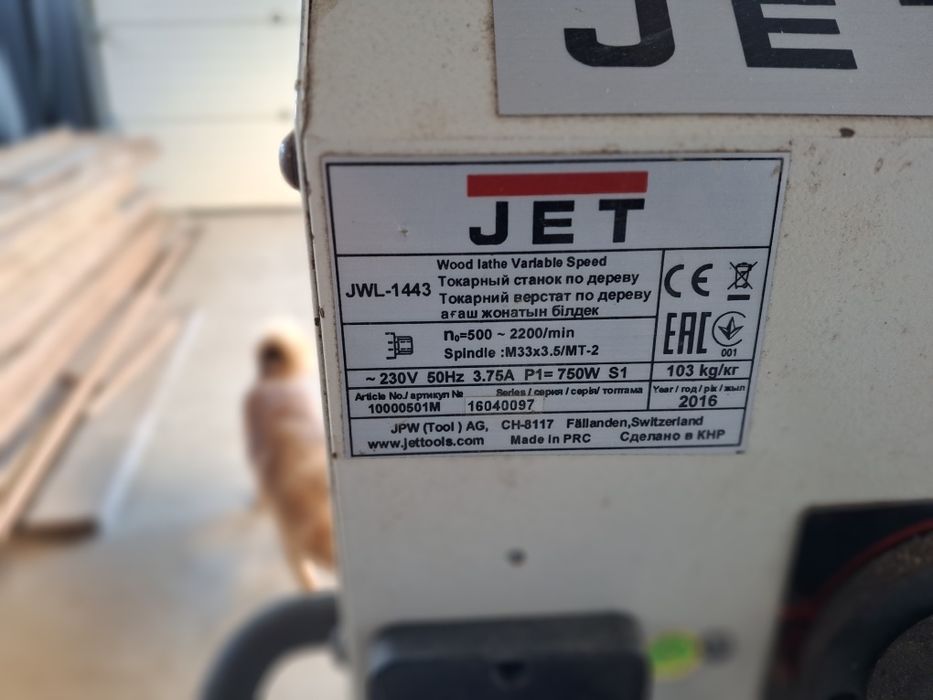 JET
JET
Wood lathe Variable Speed
JWL-1443
Токарный станок по дереву
Токарний верстат по дереву
ағаш жонатын білдек
CE
n₀=500 ~ 2200/min
Spindle :M33x3.5/MT-2
EAC
001
~ 230V 50Hz 3.75A P1= 750W S1
103 kg/кг
Article No./ артикул № Series / серия / серія/ топтама Year / год / рік / жыл
10000501M 16040097 2016
JPW (Tool ) AG, CH-8117 Fällanden,Switzerland
www.jettools.com Made in PRC Сделано в КНР